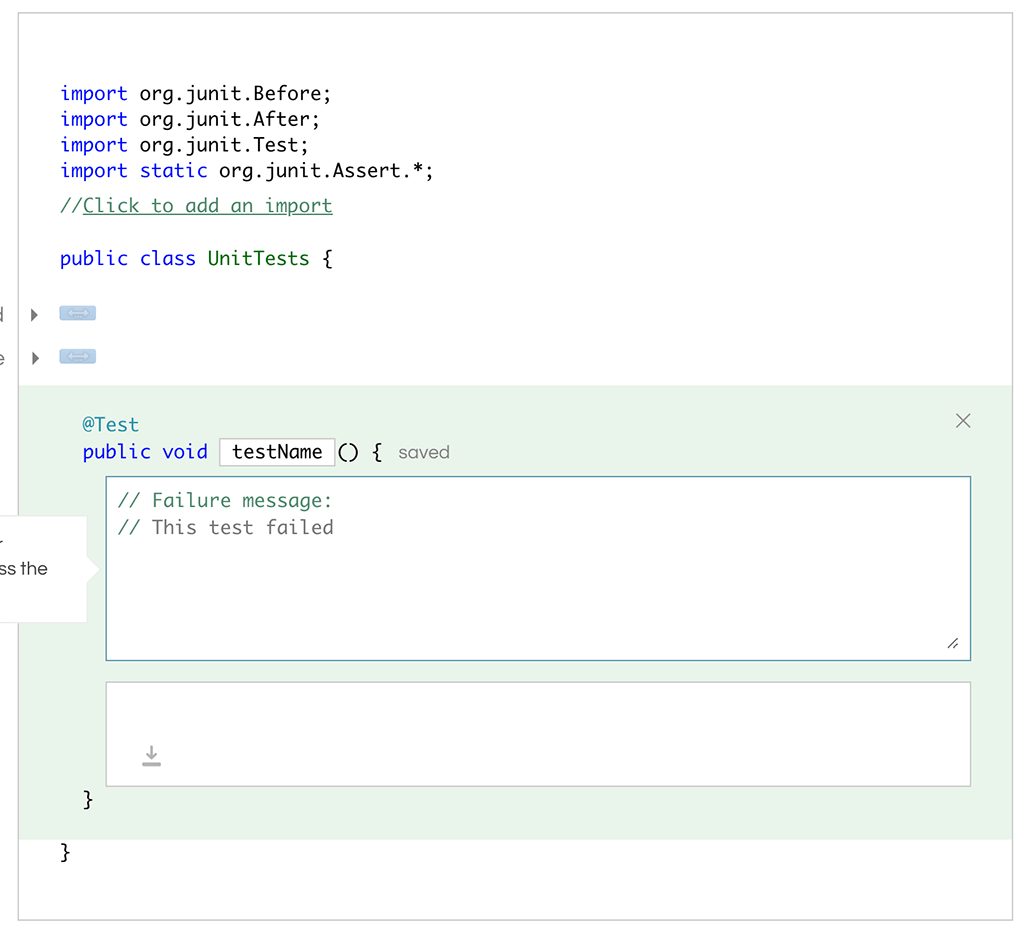 import org.junit.Before;
import org.junit.After;
import org.junit.Test;
import static org.junit.Assert.*;
//Click to add an import
public class UnitTests {
@Test
public void testName () { saved
// Failure message:
// This test failed
the
}
}